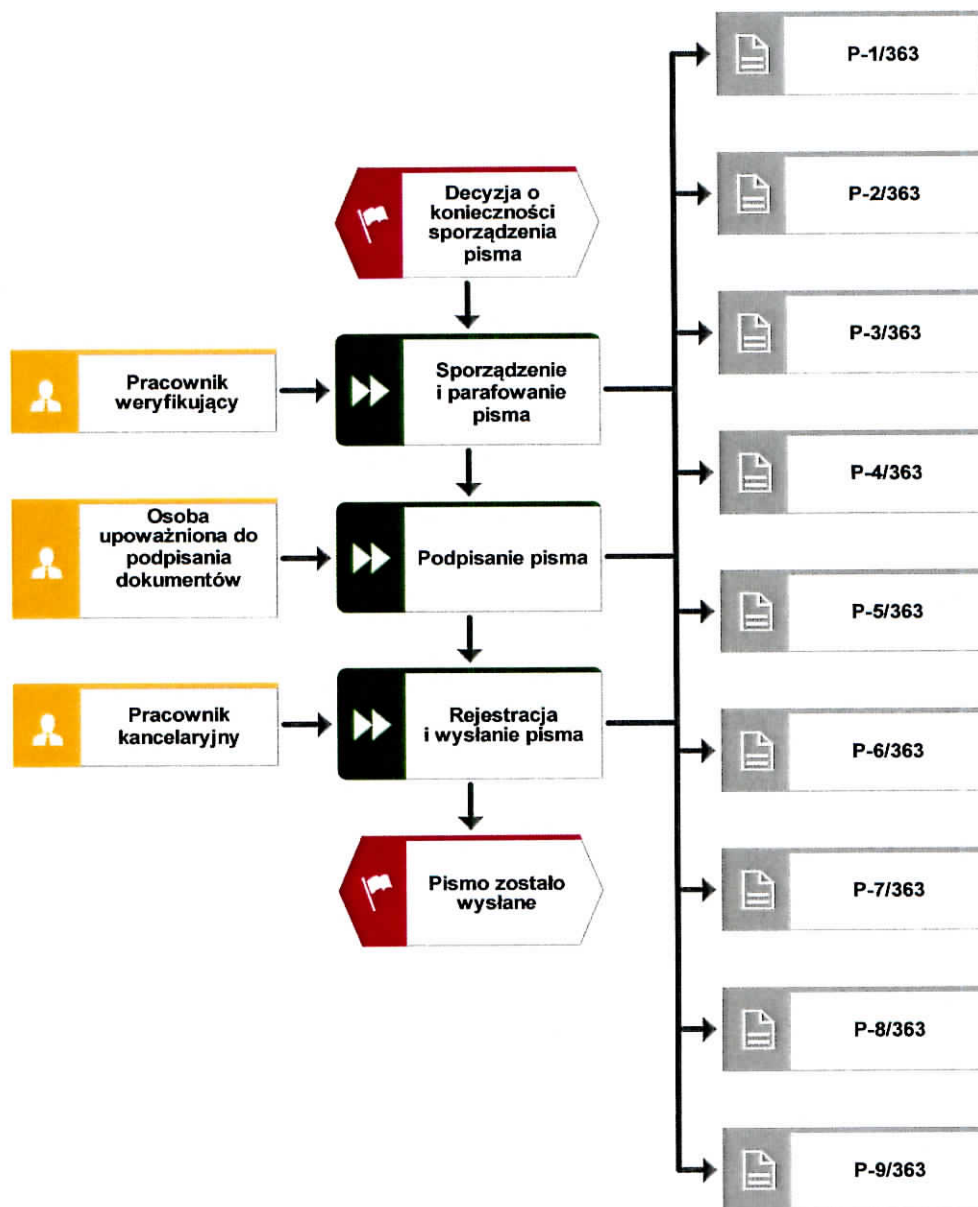 P-1/363
Decyzja o
konieczności
sporządzenia
pisma
P-2/363
P-3/363
Pracownik
weryfikujący
Sporządzenie
i parafowanie
pisma
P-4/363
Osoba
upoważniona do
podpisania
dokumentów
Podpisanie pisma
P-5/363
Pracownik
kancelaryjny
Rejestracja
i wysłanie pisma
P-6/363
Pismo zostało
wysłane
P-7/363
P-8/363
P-9/363